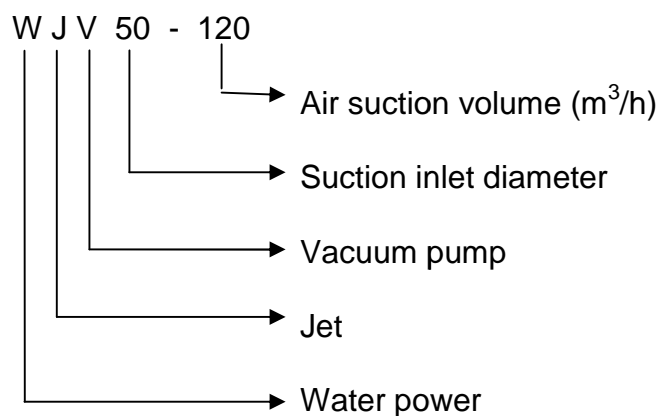 W J V 50 - 120
Air suction volume (m³/h)
Suction inlet diameter
Vacuum pump
Jet
Water power